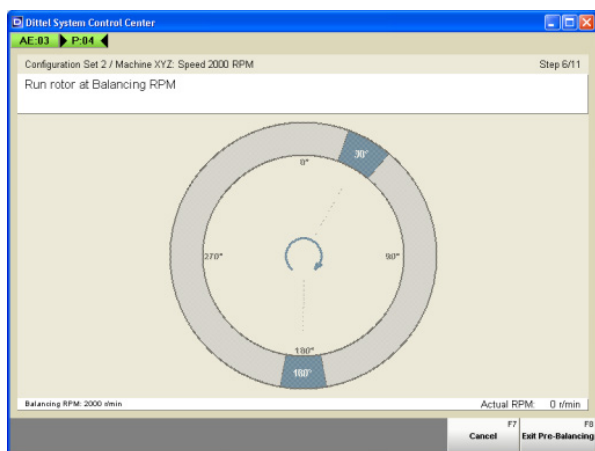 Dittel System Control Center
AE:03 P:04
Configuration Set 2 / Machine XYZ: Speed 2000 RPM Step 6/11
Run rotor at Balancing RPM
30°
0°
270° 90°
180°
180°
Balancing RPM: 2000 r/min Actual RPM: 0 r/min
F7 F8
Cancel Exit Pre-Balancing